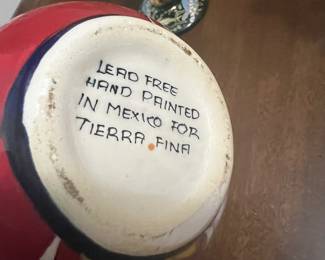 LEAD FREE
HAND PAINTED
IN MEXICO FOR
TIERRA FINA